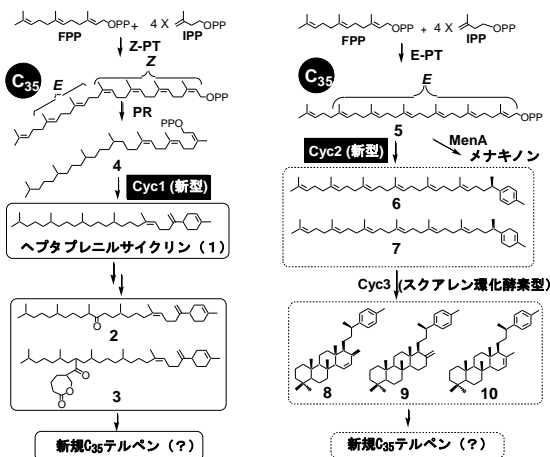 OPP + 4 X OPP
FPP IPP
Z-PT
Z
C35
E
OPP
PR
PPO
4
Cyc1 (新型)
ヘプタプレニルサイクリン (1)
O
2
O
O
O
3
新規C35テルペン (?)
OPP + 4 X OPP
FPP IPP
E-PT
C35
E
OPP
5
MenA
Cyc2 (新型)
メナキノン
6
7
Cyc3 (スクアレン環化酵素型)
8 9 10
新規C35テルペン (?)